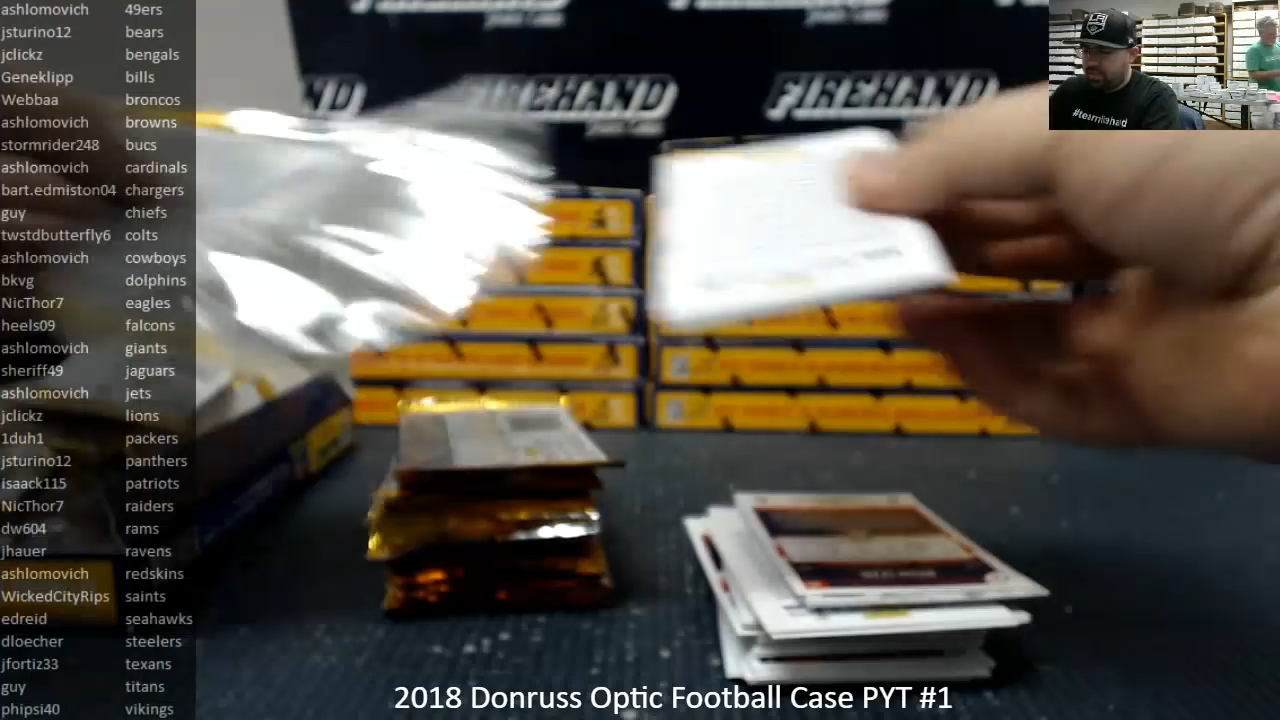 ashlomovich 49ers
jsturino12 bears
jclickz bengals
Geneklipp bills
Webbaa broncos
ashlomovich browns
stormrider248 bucs
ashlomovich cardinals
bart.edmiston04 chargers
guy chiefs
twstdbutterfly6 colts
ashlomovich cowboys
bkvg dolphins
NicThor7 eagles
heels09 falcons
ashlomovich giants
sheriff49 jaguars
ashlomovich jets
jclickz lions
1duh1 packers
jsturino12 panthers
isaack115 patriots
NicThor7 raiders
dw604 rams
jhauer ravens
ashlomovich redskins
WickedCityRips saints
edreid seahawks
dloecher steelers
jfortiz33 texans
guy titans
phipsi40 vikings
FIREHAND
FIREHAND
FIREHAND
2018 Donruss Optic Football Case PYT #1